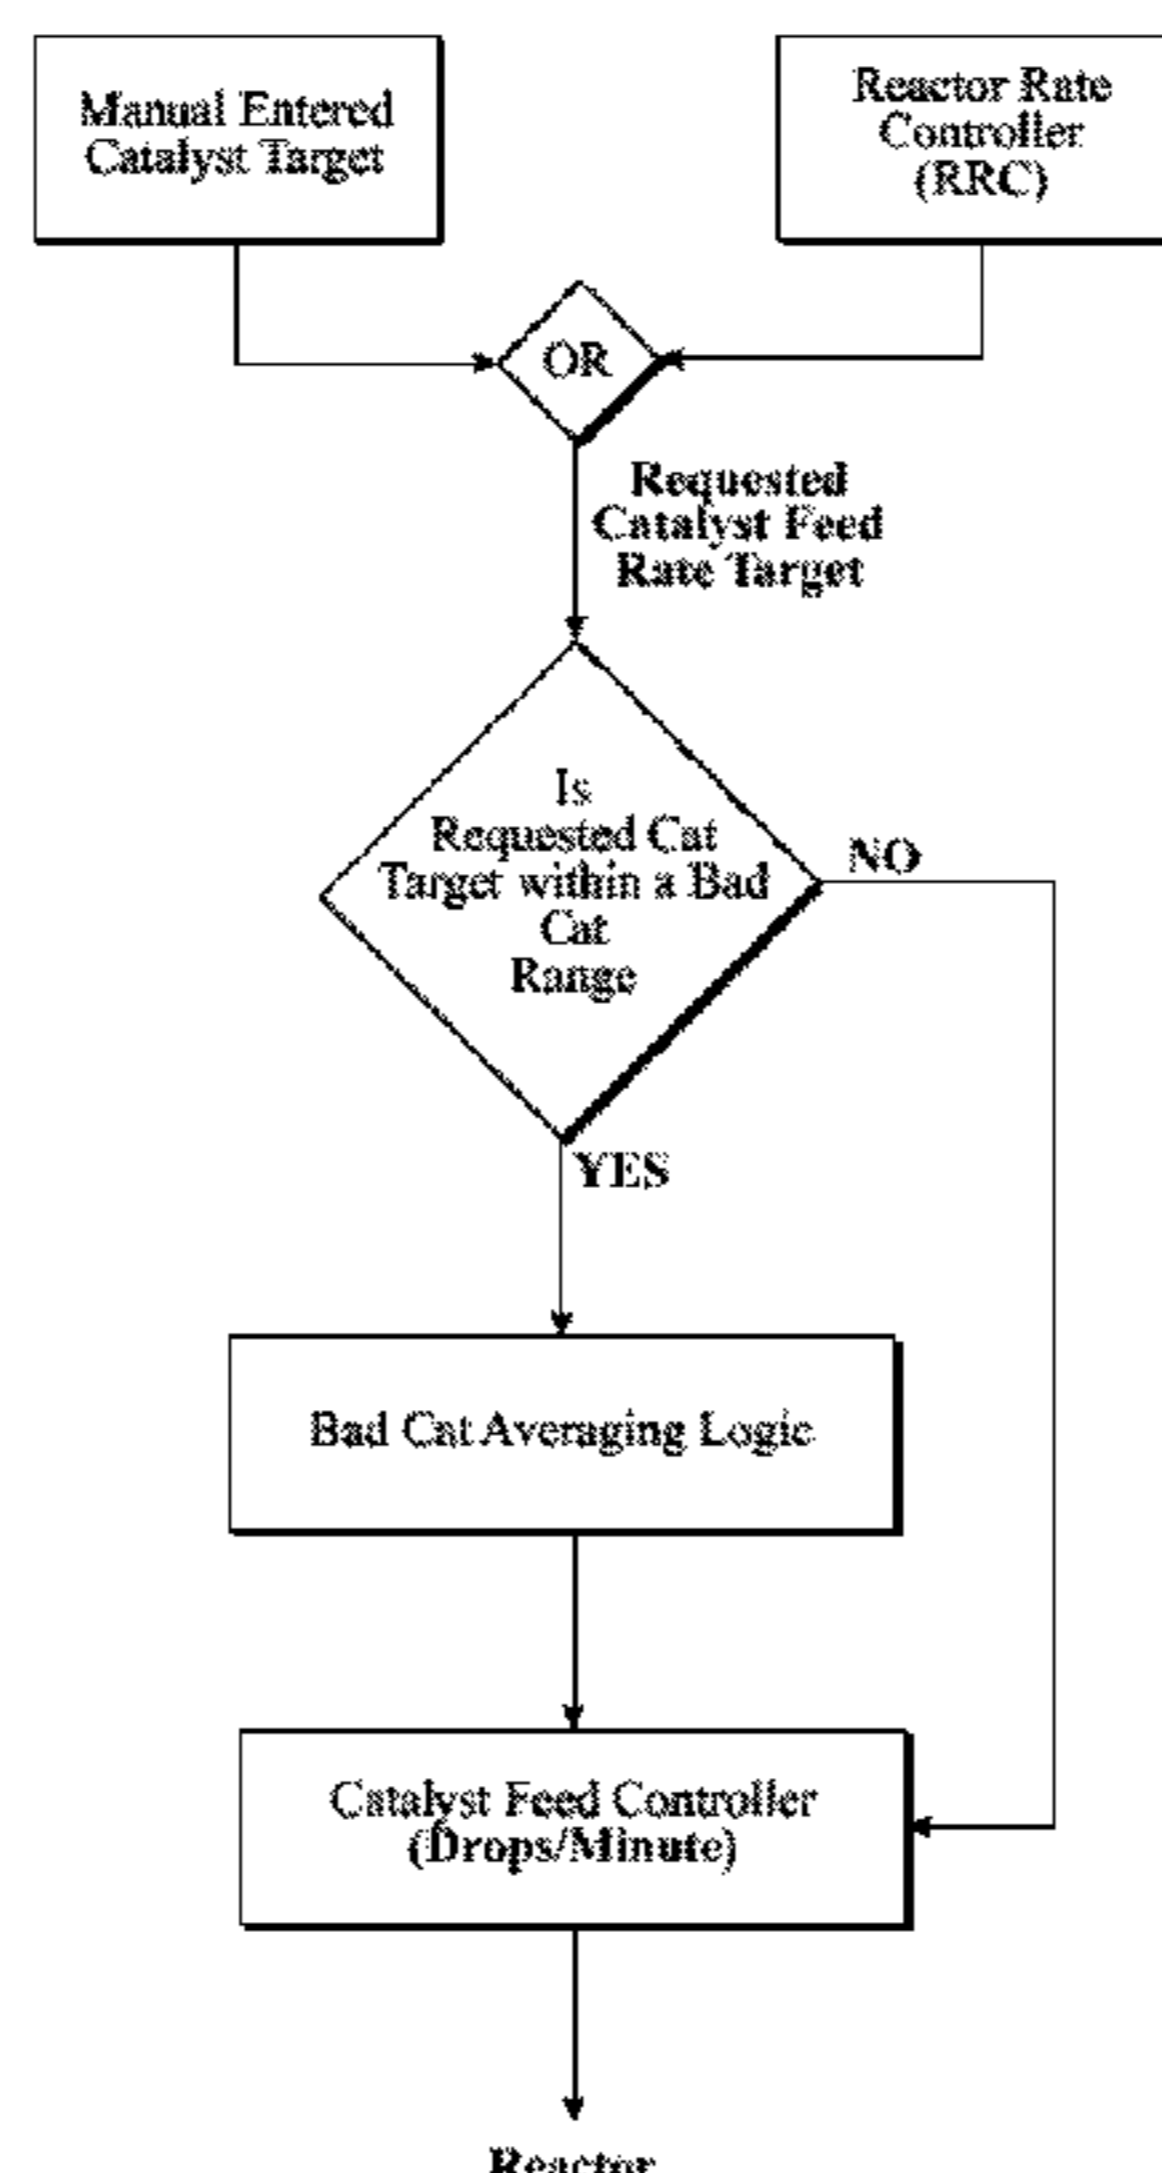 Manual Entered
Catalyst Target
Reactor Rate
Controller
(RRC)
OR
Requested
Catalyst Feed
Rate Target
Is
Requested Cat
Target within a Bad
Cat
Range
NO
YES
Bad Cat Averaging Logic
Catalyst Feed Controller
(Drops/Minute)
Reactor